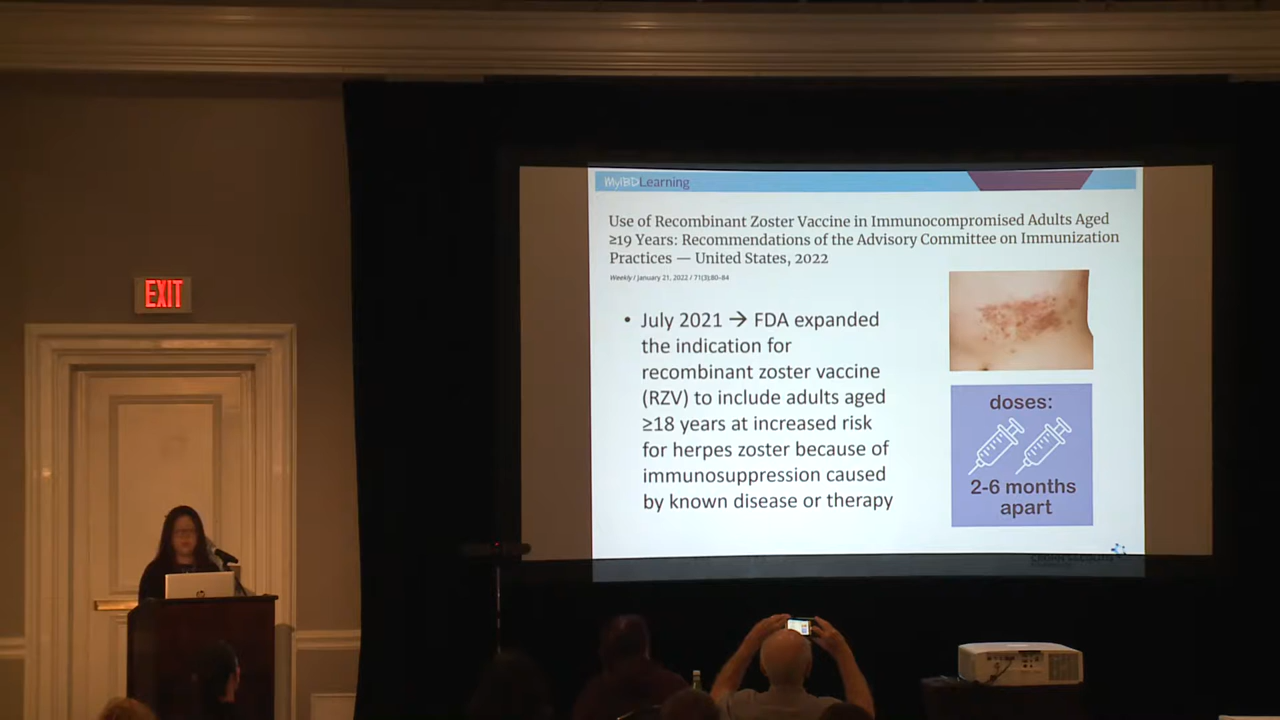 EXIT
MyIBDLearning
Use of Recombinant Zoster Vaccine in Immunocompromised Adults Aged
≥19 Years: Recommendations of the Advisory Committee on Immunization
Practices — United States, 2022
Weekly / January 21, 2022 / 71(3);80–84
• July 2021 → FDA expanded
the indication for
recombinant zoster vaccine
(RZV) to include adults aged
≥18 years at increased risk
for herpes zoster because of
immunosuppression caused
by known disease or therapy
doses:
2-6 months
apart